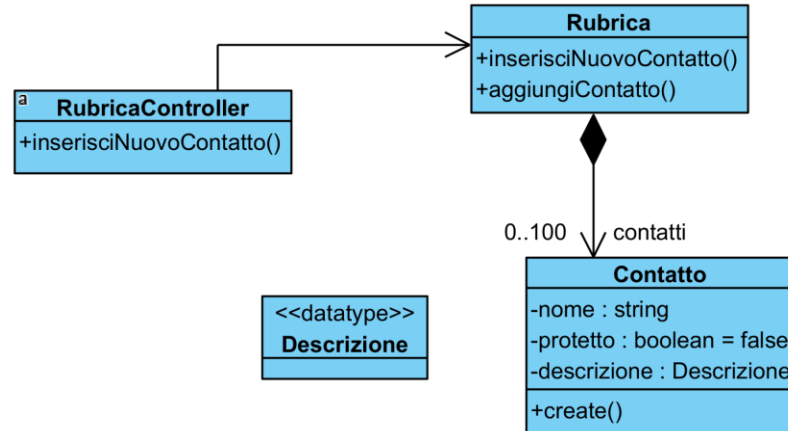 Rubrica
+inserisciNuovoContatto()
+aggiungiContatto()
a
RubricaController
+inserisciNuovoContatto()
0..100 contatti
Contatto
-nome : string
-protetto : boolean = false
-descrizione : Descrizione
+create()
<<datatype>>
Descrizione